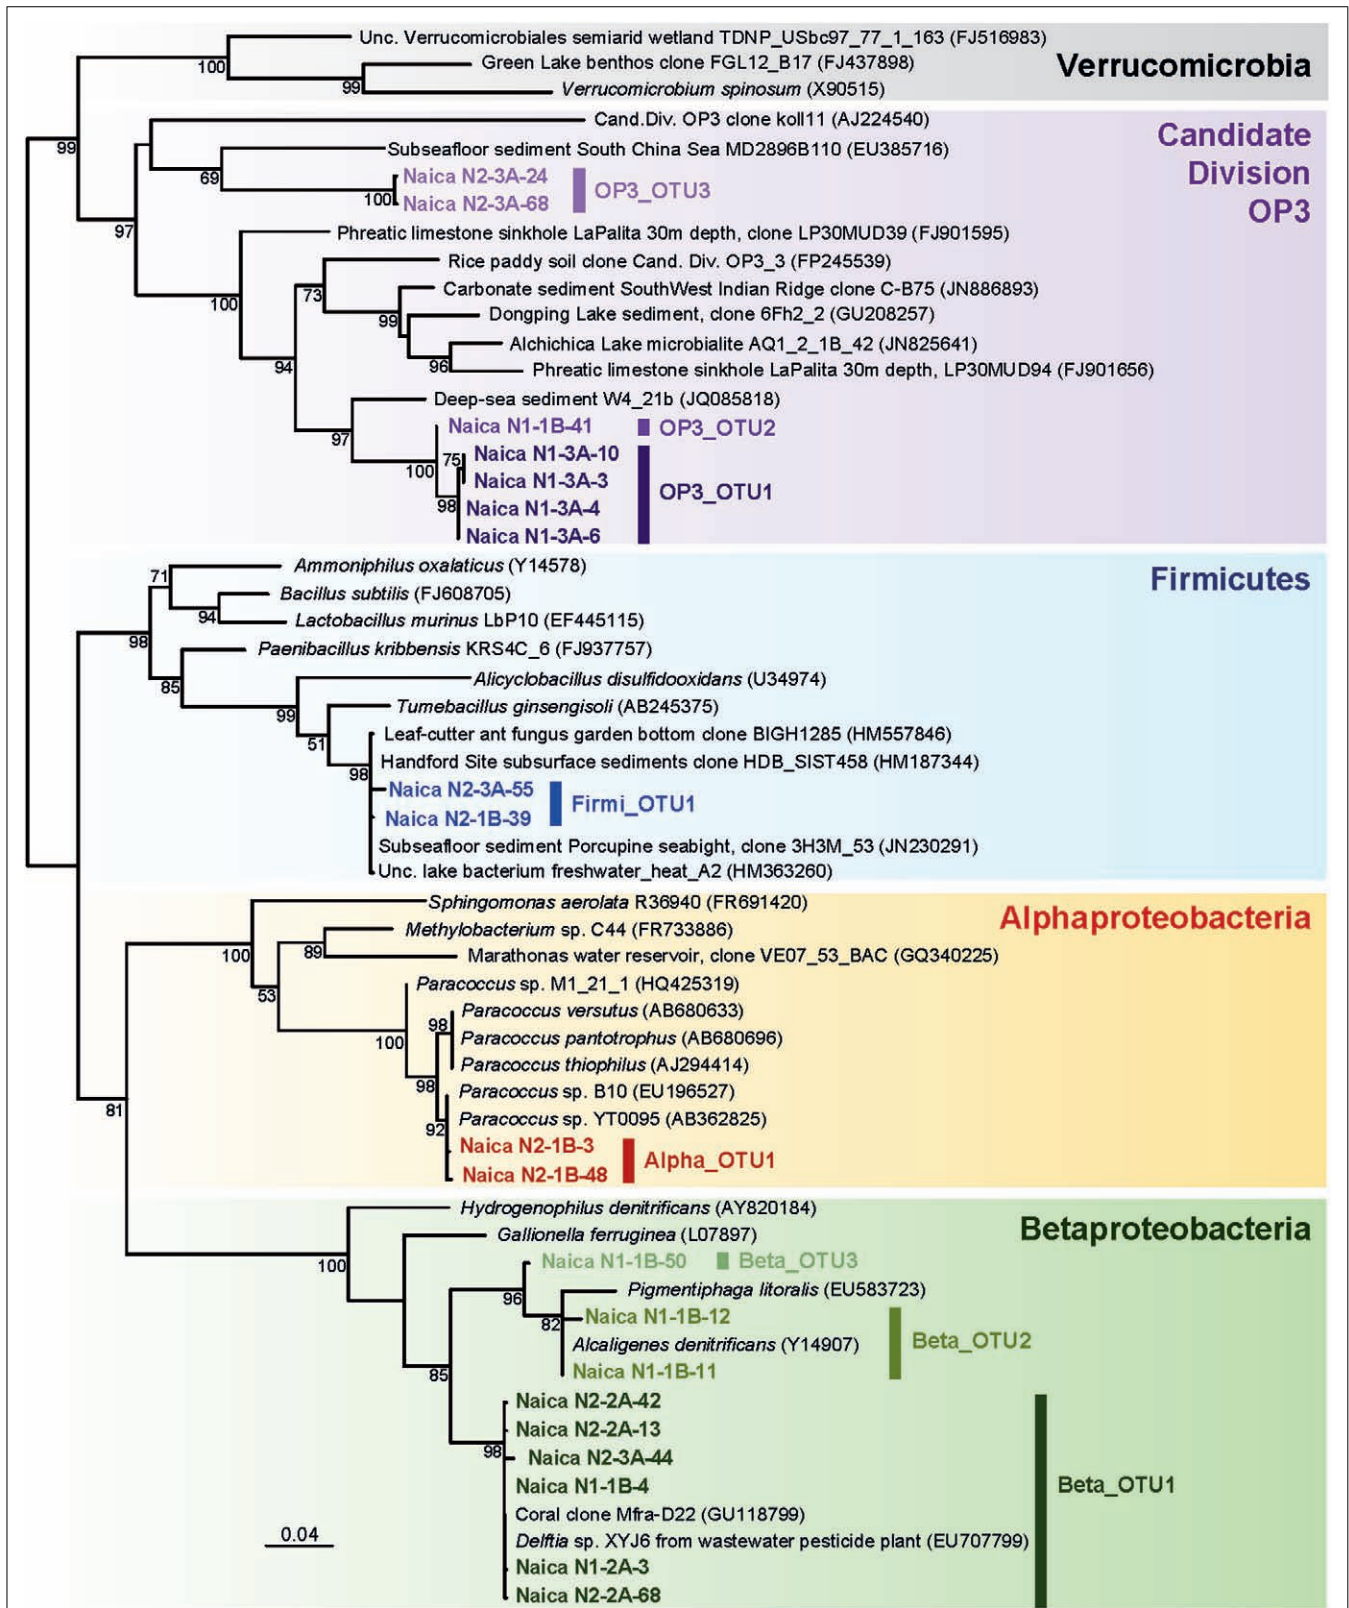 Unc. Verrucomicrobiales semiarid wetland TDNP_USbc97_77_1_163 (FJ516983)
Green Lake benthos clone FGL12_B17 (FJ437898)
Verrucomicrobium spinosum (X90515)
Verrucomicrobia
100
99
99
Cand.Div. OP3 clone koll11 (AJ224540)
Candidate
Division
OP3
Subseafloor sediment South China Sea MD2896B110 (EU385716)
69
Naica N2-3A-24
Naica N2-3A-68
OP3_OTU3
100
97
Phreatic limestone sinkhole LaPalita 30m depth, clone LP30MUD39 (FJ901595)
Rice paddy soil clone Cand. Div. OP3_3 (FP245539)
100
73
Carbonate sediment SouthWest Indian Ridge clone C-B75 (JN886893)
99
Dongping Lake sediment, clone 6Fh2_2 (GU208257)
Alchichica Lake microbialite AQ1_2_1B_42 (JN825641)
94
96
Phreatic limestone sinkhole LaPalita 30m depth, LP30MUD94 (FJ901656)
Deep-sea sediment W4_21b (JQ085818)
Naica N1-1B-41
OP3_OTU2
97
Naica N1-3A-10
75
100
Naica N1-3A-3
OP3_OTU1
98
Naica N1-3A-4
Naica N1-3A-6
Firmicutes
Ammoniphilus oxalaticus (Y14578)
71
Bacillus subtilis (FJ608705)
94
Lactobacillus murinus LbP10 (EF445115)
98
Paenibacillus kribbensis KRS4C_6 (FJ937757)
85
Alicyclobacillus disulfidooxidans (U34974)
Tumebacillus ginsengisoli (AB245375)
99
Leaf-cutter ant fungus garden bottom clone BIGH1285 (HM557846)
51
Handford Site subsurface sediments clone HDB_SIST458 (HM187344)
98
Naica N2-3A-55
Firmi_OTU1
Naica N2-1B-39
Subseafloor sediment Porcupine seabight, clone 3H3M_53 (JN230291)
Unc. lake bacterium freshwater_heat_A2 (HM363260)
Sphingomonas aerolata R36940 (FR691420)
Alphaproteobacteria
Methylobacterium sp. C44 (FR733886)
100
89
Marathonas water reservoir, clone VE07_53_BAC (GQ340225)
Paracoccus sp. M1_21_1 (HQ425319)
53
Paracoccus versutus (AB680633)
98
100
Paracoccus pantotrophus (AB680696)
Paracoccus thiophilus (AJ294414)
98
Paracoccus sp. B10 (EU196527)
81
Paracoccus sp. YT0095 (AB362825)
92
Naica N2-1B-3
Alpha_OTU1
Naica N2-1B-48
Hydrogenophilus denitrificans (AY820184)
Betaproteobacteria
Gallionella ferruginea (L07897)
100
Naica N1-1B-50
Beta_OTU3
Pigmentiphaga litoralis (EU583723)
96
Naica N1-1B-12
82
Alcaligenes denitrificans (Y14907)
Beta_OTU2
Naica N1-1B-11
85
Naica N2-2A-42
Naica N2-2A-13
98
Naica N2-3A-44
Naica N1-1B-4
Beta_OTU1
Coral clone Mfra-D22 (GU118799)
0.04
Delftia sp. XYJ6 from wastewater pesticide plant (EU707799)
Naica N1-2A-3
Naica N2-2A-68